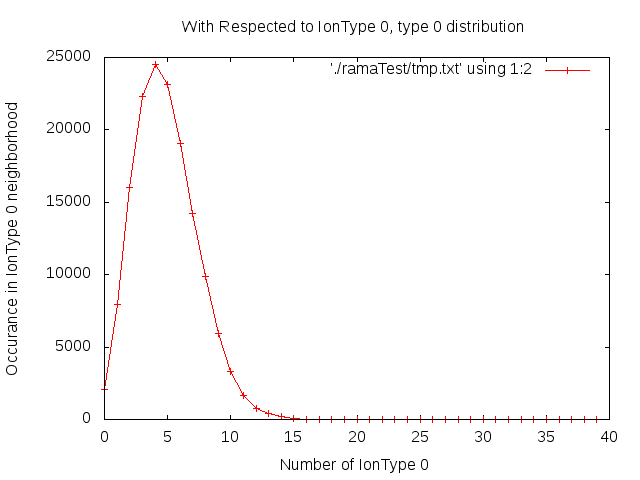 With Respected to IonType 0, type 0 distribution
'./ramaTest/tmp.txt' using 1:2
Occurance in IonType 0 neighborhood
25000
20000
15000
10000
5000
0
0 5 10 15 20 25 30 35 40
Number of IonType 0